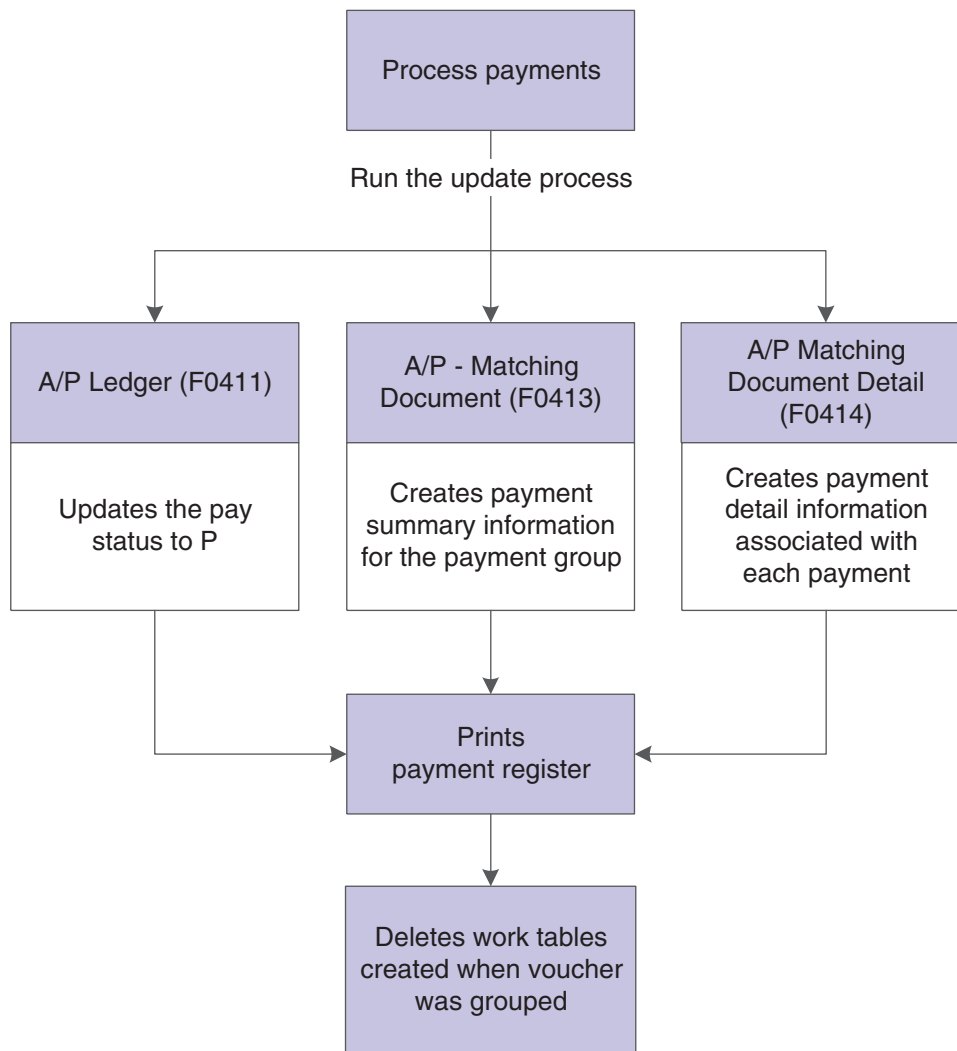 Process payments
Run the update process
A/P Ledger (F0411)
Updates the pay
status to P
A/P - Matching
Document (F0413)
Creates payment
summary information
for the payment group
A/P Matching
Document Detail
(F0414)
Creates payment
detail information
associated with
each payment
Prints
payment register
Deletes work tables
created when voucher
was grouped